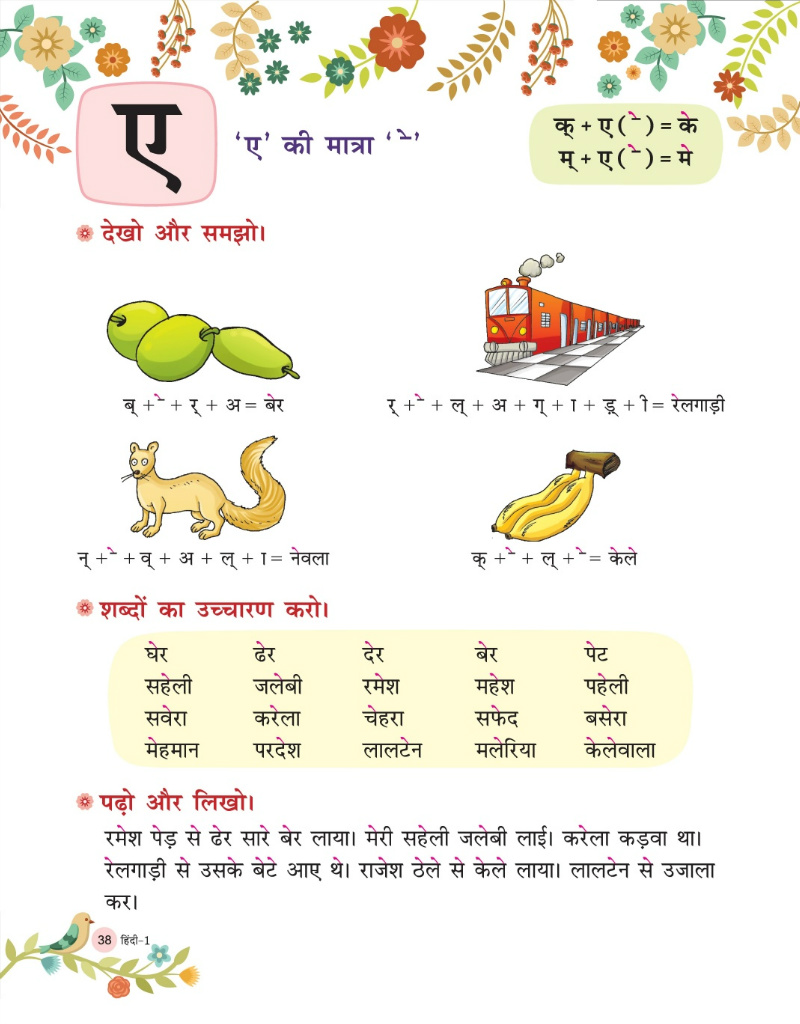 ए
‘ए’ की मात्रा ‘ े’
क् + ए ( े ) = के
म् + ए ( े ) = मे
देखो और समझो।
ब् + े + र् + अ = बेर
र् + े + ल् + अ + ग् + ा + ड़् + ी = रेलगाड़ी
न् + े + व् + अ + ल् + ा = नेवला
क् + े + ल् + े = केले
शब्दों का उच्चारण करो।
घेर ढेर देर बेर पेट
सहेली जलेबी रमेश महेश पहेली
सवेरा करेला चेहरा सफेद बसेरा
मेहमान परदेश लालटेन मलेरिया केलेवाला
पढ़ो और लिखो।
रमेश पेड़ से ढेर सारे बेर लाया। मेरी सहेली जलेबी लाई। करेला कड़वा था।
रेलगाड़ी से उसके बेटे आए थे। राजेश ठेले से केले लाया। लालटेन से उजाला
कर।
38 हिंदी–1